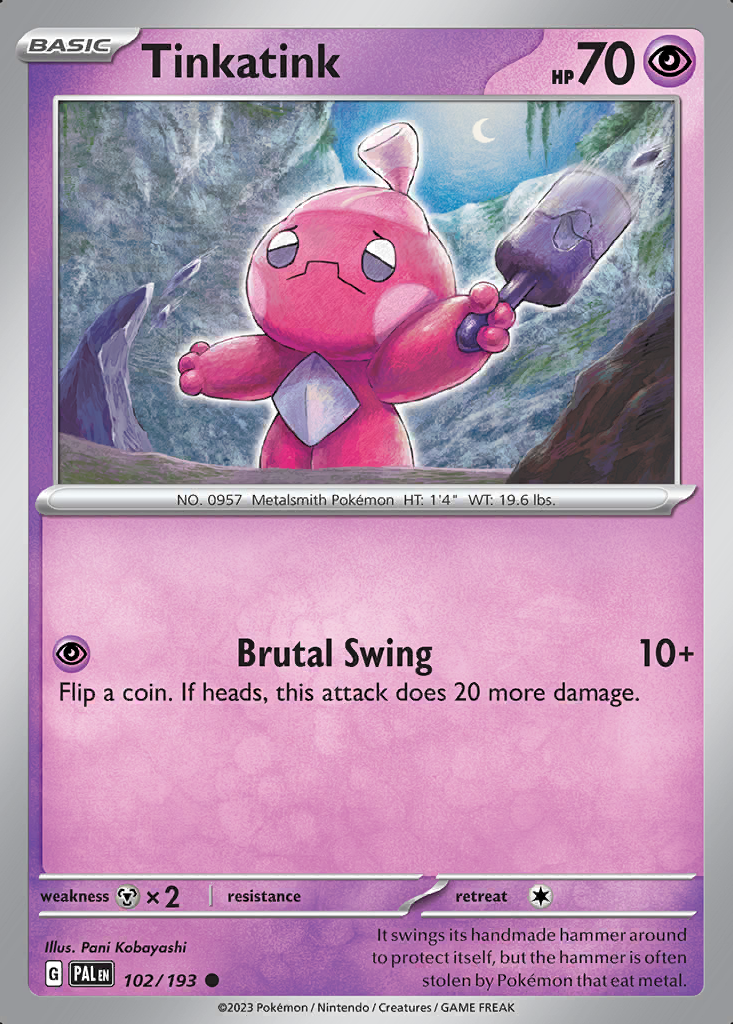 BASIC Tinkatink HP 70
NO. 0957 Metalsmith Pokémon HT: 1'4" WT: 19.6 lbs.
Brutal Swing 10+
Flip a coin. If heads, this attack does 20 more damage.
weakness ×2 resistance retreat
Illus. Pani Kobayashi
It swings its handmade hammer around
to protect itself, but the hammer is often
stolen by Pokémon that eat metal.
G PAL EN 102/193
©2023 Pokémon / Nintendo / Creatures / GAME FREAK